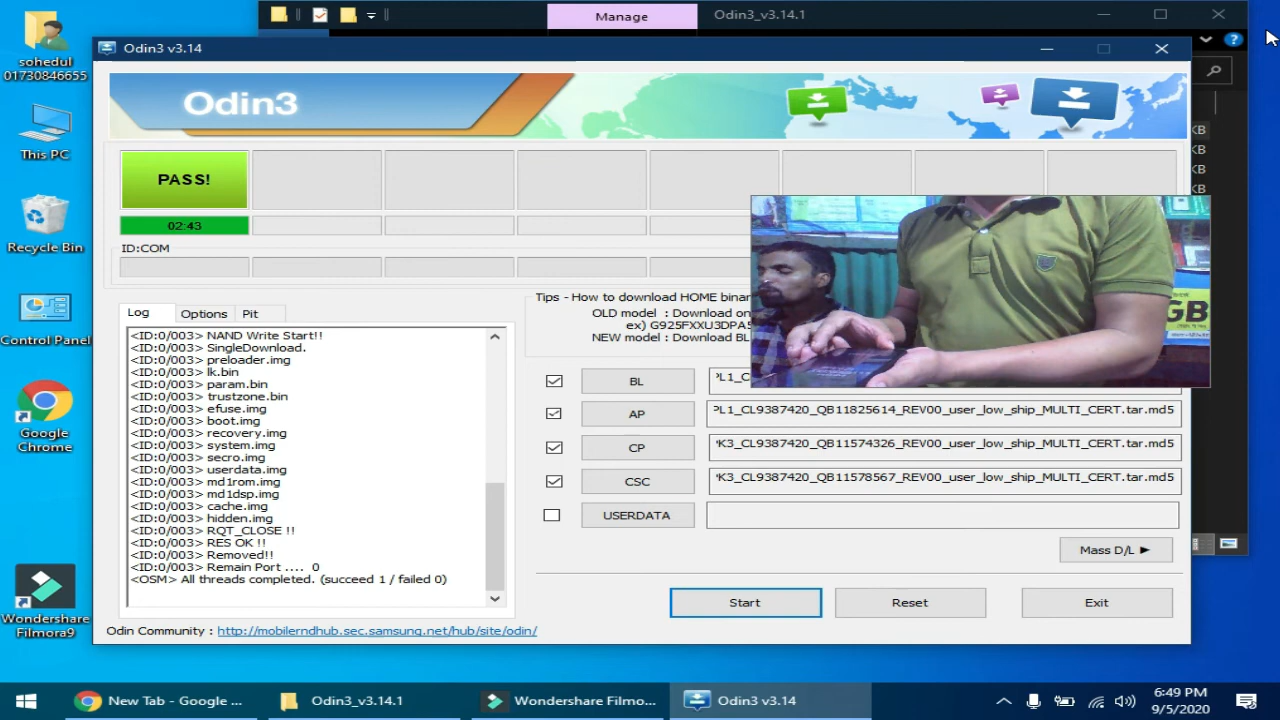 Manage
Odin3_v3.14.1
sohedul
01730846655
This PC
Recycle Bin
Control Panel
Google
Chrome
Wondershare
Filmora9
Odin3 v3.14
Odin3
PASS!
02:43
ID:COM
Log
Options
Pit
<ID:0/003> NAND Write Start!!
<ID:0/003> SingleDownload.
<ID:0/003> preloader.img
<ID:0/003> lk.bin
<ID:0/003> param.bin
<ID:0/003> trustzone.bin
<ID:0/003> efuse.img
<ID:0/003> boot.img
<ID:0/003> recovery.img
<ID:0/003> system.img
<ID:0/003> secro.img
<ID:0/003> userdata.img
<ID:0/003> md1rom.img
<ID:0/003> md1dsp.img
<ID:0/003> cache.img
<ID:0/003> hidden.img
<ID:0/003> RQT_CLOSE !!
<ID:0/003> RES OK !!
<ID:0/003> Removed!!
<ID:0/003> Remain Port .... 0
<OSM> All threads completed. (succeed 1 / failed 0)
Tips - How to download HOME bina
OLD model : Download on
ex) G925FXXU3DPA5
NEW model : Download BL
KB
KB
KB
KB
GB
BL
PL1_C
AP
PL1_CL9387420_QB11825614_REV00_user_low_ship_MULTI_CERT.tar.md5
CP
K3_CL9387420_QB11574326_REV00_user_low_ship_MULTI_CERT.tar.md5
CSC
K3_CL9387420_QB11578567_REV00_user_low_ship_MULTI_CERT.tar.md5
USERDATA
Mass D/L ►
Start
Reset
Exit
Odin Community : http://mobilerndhub.sec.samsung.net/hub/site/odin/
New Tab - Google ...
Odin3_v3.14.1
Wondershare Filmo...
Odin3 v3.14
6:49 PM
9/5/2020